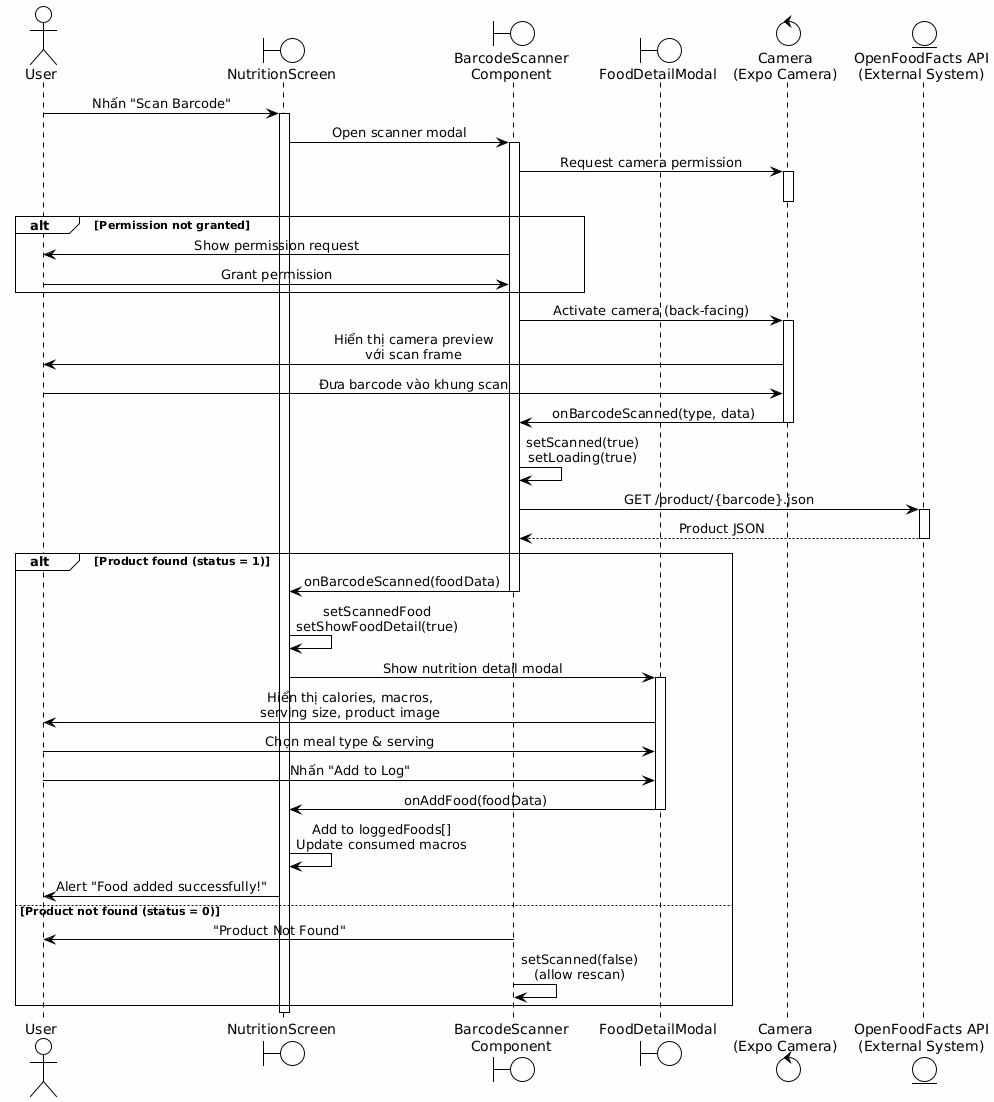 User
NutritionScreen
BarcodeScanner
Component
FoodDetailModal
Camera
(Expo Camera)
OpenFoodFacts API
(External System)
Nhấn "Scan Barcode"
Open scanner modal
Request camera permission
alt
[Permission not granted]
Show permission request
Grant permission
Activate camera (back-facing)
Hiển thị camera preview
với scan frame
Đưa barcode vào khung scan
onBarcodeScanned(type, data)
setScanned(true)
setLoading(true)
GET /product/{barcode}.json
Product JSON
alt
[Product found (status = 1)]
onBarcodeScanned(foodData)
setScannedFood
setShowFoodDetail(true)
Show nutrition detail modal
Hiển thị calories, macros,
serving size, product image
Chọn meal type & serving
Nhấn "Add to Log"
onAddFood(foodData)
Add to loggedFoods[]
Update consumed macros
Alert "Food added successfully!"
[Product not found (status = 0)]
"Product Not Found"
setScanned(false)
(allow rescan)
User
NutritionScreen
BarcodeScanner
Component
FoodDetailModal
Camera
(Expo Camera)
OpenFoodFacts API
(External System)